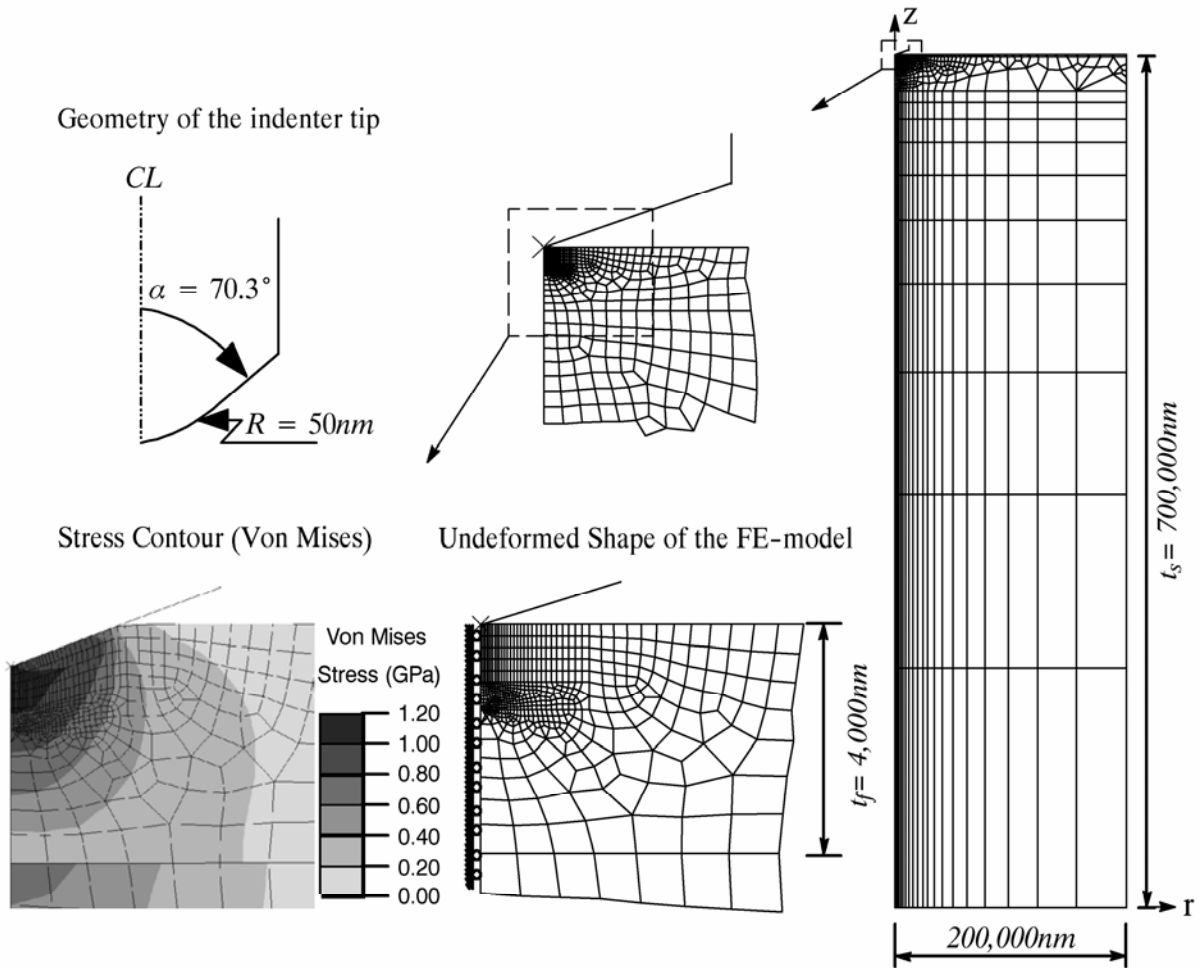 z
Geometry of the indenter tip
CL
α = 70.3°
R = 50nm
t_s = 700,000nm
Stress Contour (Von Mises)
Undeformed Shape of the FE-model
Von Mises
Stress (GPa)
1.20
1.00
0.80
0.60
0.40
0.20
0.00
t_f = 4,000nm
r
200,000nm